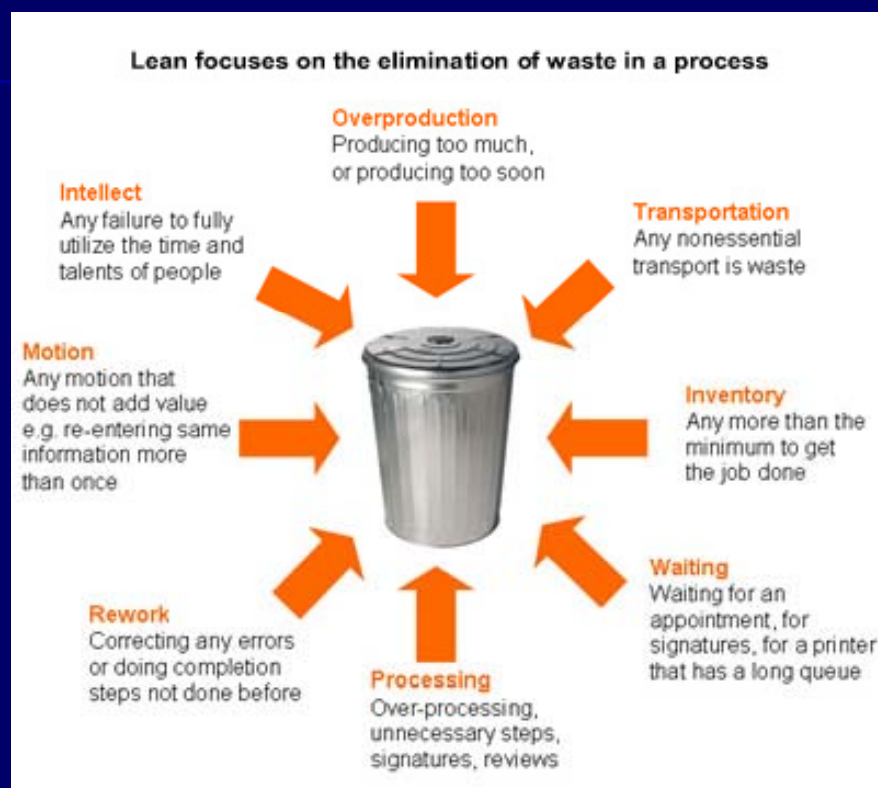 Lean focuses on the elimination of waste in a process
Overproduction
Producing too much,
or producing too soon
Transportation
Any nonessential
transport is waste
Inventory
Any more than the
minimum to get
the job done
Waiting
Waiting for an
appointment, for
signatures, for a printer
that has a long queue
Processing
Over-processing,
unnecessary steps,
signatures, reviews
Rework
Correcting any errors
or doing completion
steps not done before
Motion
Any motion that
does not add value
e.g. re-entering same
information more
than once
Intellect
Any failure to fully
utilize the time and
talents of people